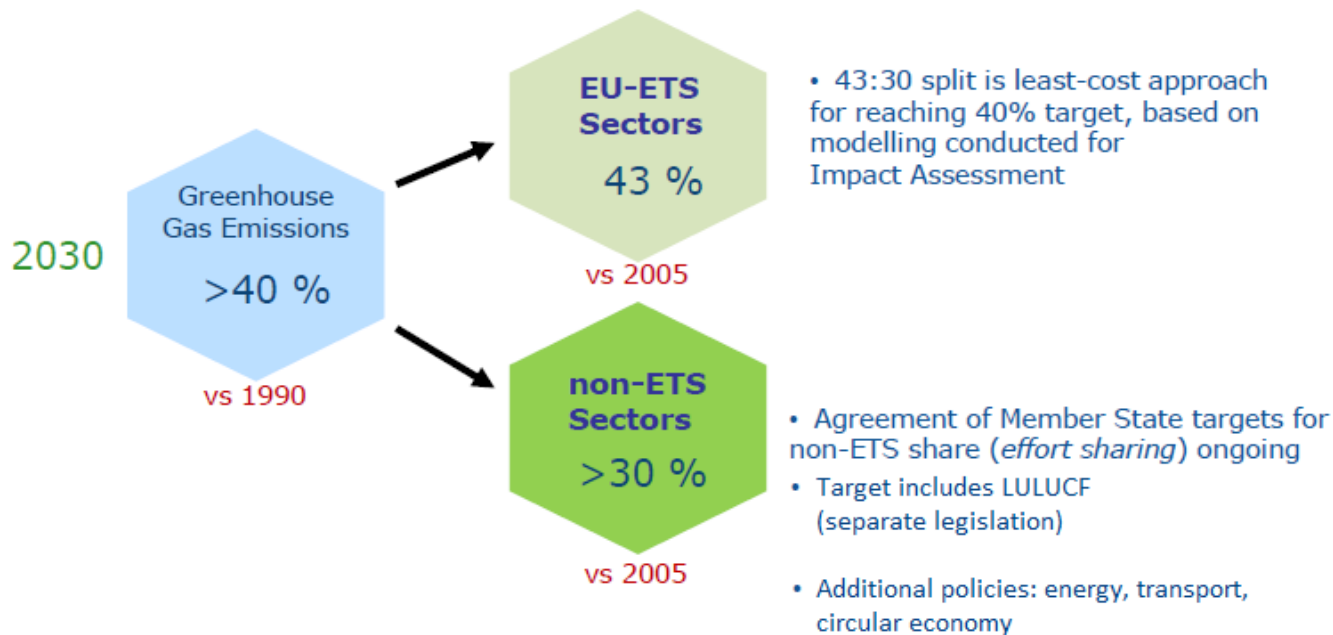 2030
Greenhouse
Gas Emissions
>40 %
vs 1990
EU-ETS
Sectors
43 %
vs 2005
• 43:30 split is least-cost approach
for reaching 40% target, based on
modelling conducted for
Impact Assessment
non-ETS
Sectors
>30 %
vs 2005
• Agreement of Member State targets for
non-ETS share (effort sharing) ongoing
• Target includes LULUCF
(separate legislation)
• Additional policies: energy, transport,
circular economy